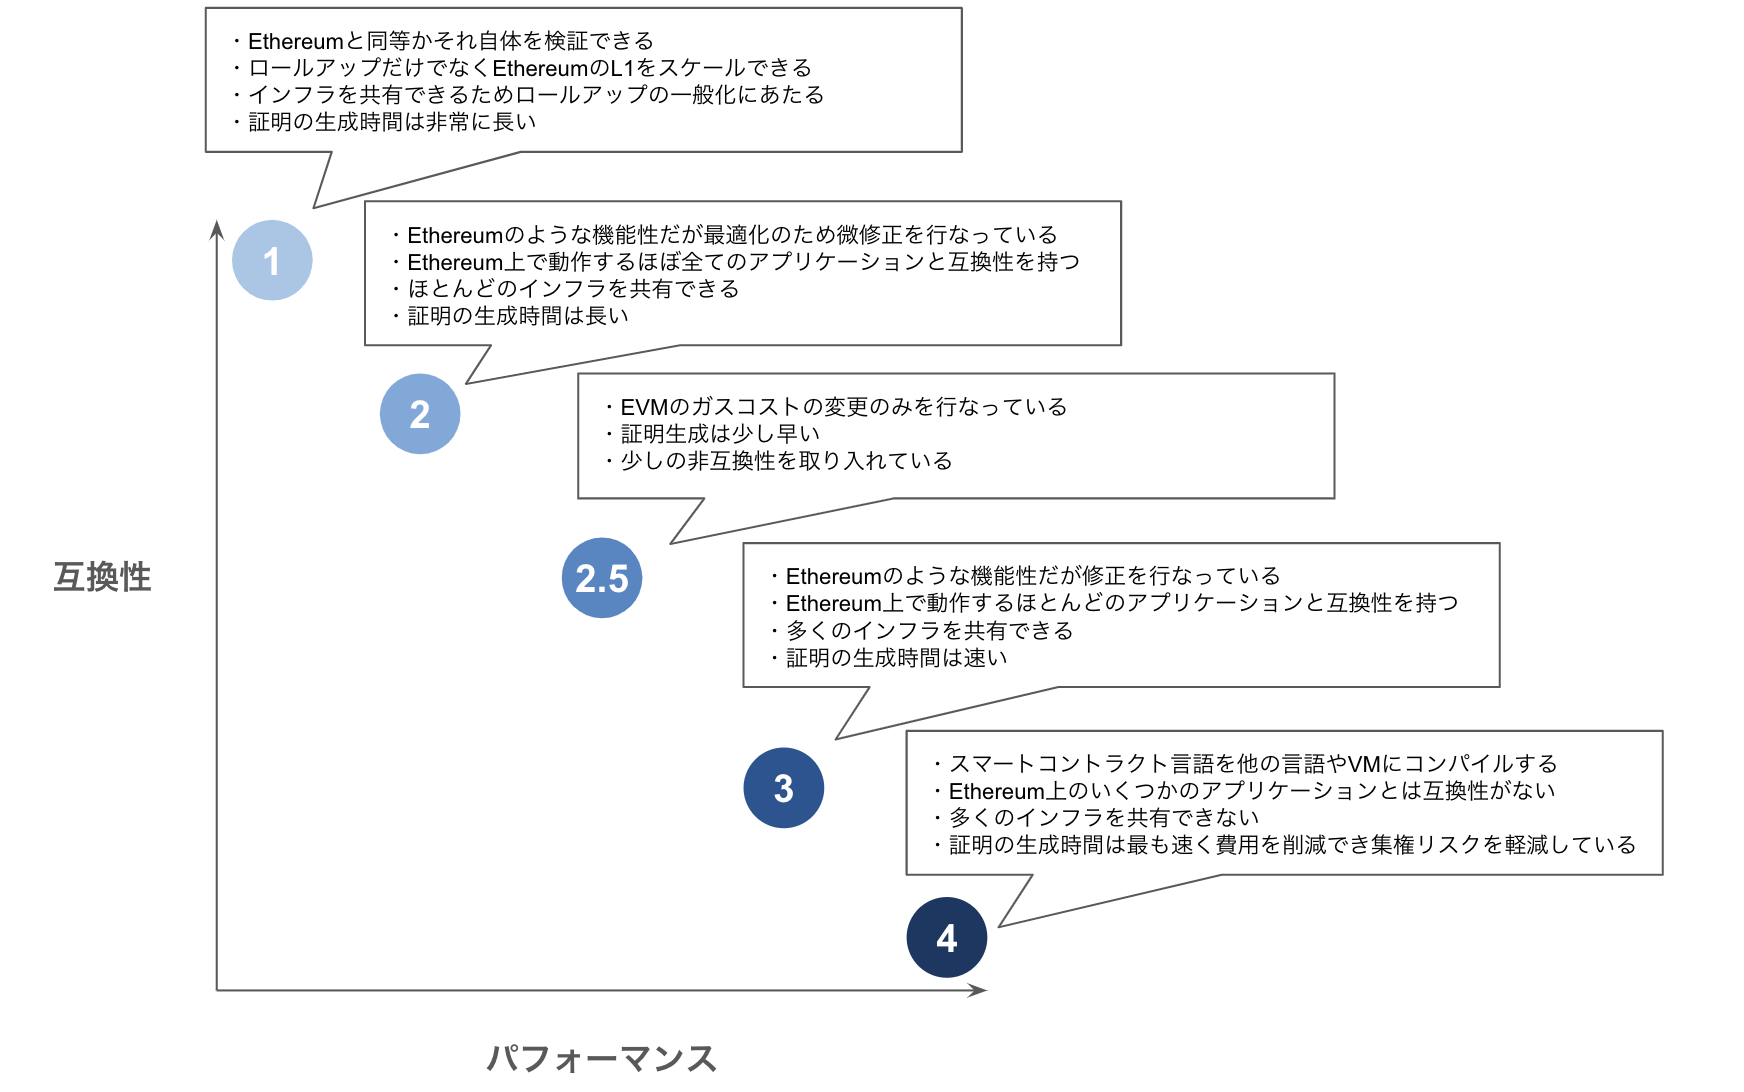 ・Ethereumと同等かそれ自体を検証できる
・ロールアップだけでなくEthereumのL1をスケールできる
・インフラを共有できるためロールアップの一般化にあたる
・証明の生成時間は非常に長い
1
・Ethereumのような機能性だが最適化のため微修正を行なっている
・Ethereum上で動作するほぼ全てのアプリケーションと互換性を持つ
・ほとんどのインフラを共有できる
・証明の生成時間は長い
2
・EVMのガスコストの変更のみを行なっている
・証明生成は少し早い
・少しの非互換性を取り入れている
2.5
互換性
・Ethereumのような機能性だが修正を行なっている
・Ethereum上で動作するほとんどのアプリケーションと互換性を持つ
・多くのインフラを共有できる
・証明の生成時間は速い
3
・スマートコントラクト言語を他の言語やVMにコンパイルする
・Ethereum上のいくつかのアプリケーションとは互換性がない
・多くのインフラを共有できない
・証明の生成時間は最も速く費用を削減でき集権リスクを軽減している
4
パフォーマンス